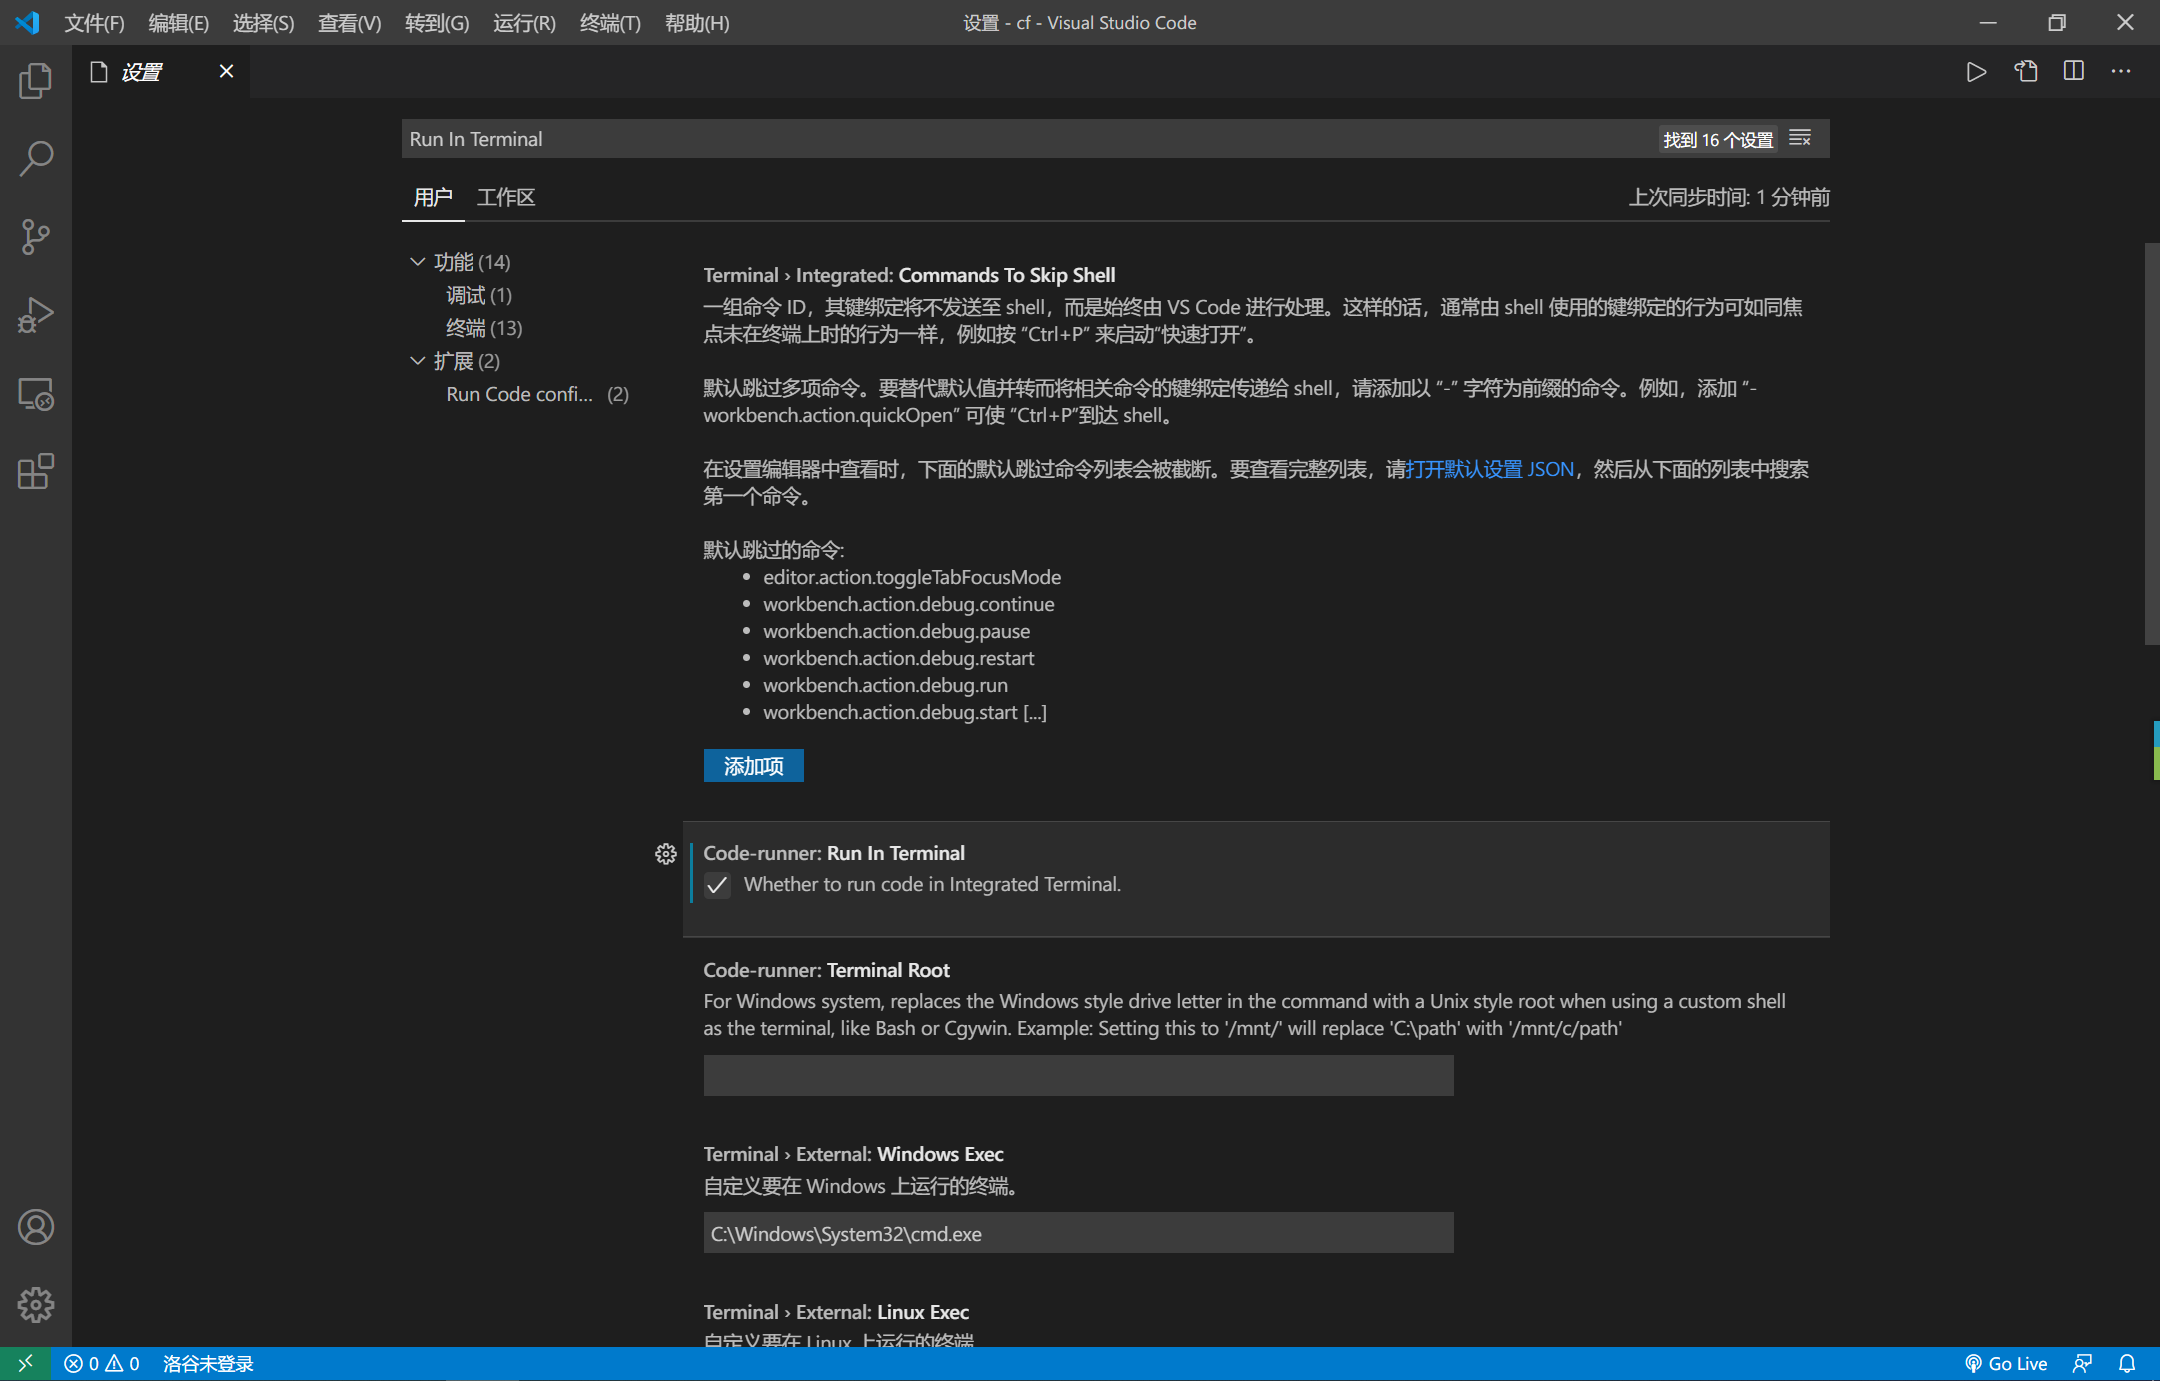 文件(F) 编辑(E) 选择(S) 查看(V) 转到(G) 运行(R) 终端(T) 帮助(H) 设置 - cf - Visual Studio Code
设置
Run In Terminal 找到 16 个设置
用户 工作区 上次同步时间: 1 分钟前
功能 (14)
调试 (1)
终端 (13)
扩展 (2)
Run Code confi... (2)
Terminal › Integrated: Commands To Skip Shell
一组命令 ID，其键绑定将不发送至 shell，而是始终由 VS Code 进行处理。这样的话，通常由 shell 使用的键绑定的行为可如同焦
点未在终端上时的行为一样，例如按 “Ctrl+P” 来启动“快速打开”。
默认跳过多项命令。要替代默认值并转而将相关命令的键绑定传递给 shell，请添加以 “-” 字符为前缀的命令。例如，添加 “-
workbench.action.quickOpen” 可使 “Ctrl+P”到达 shell。
在设置编辑器中查看时，下面的默认跳过命令列表会被截断。要查看完整列表，请打开默认设置 JSON，然后从下面的列表中搜索
第一个命令。
默认跳过的命令:
• editor.action.toggleTabFocusMode
• workbench.action.debug.continue
• workbench.action.debug.pause
• workbench.action.debug.restart
• workbench.action.debug.run
• workbench.action.debug.start [...]
添加项
Code-runner: Run In Terminal
Whether to run code in Integrated Terminal.
Code-runner: Terminal Root
For Windows system, replaces the Windows style drive letter in the command with a Unix style root when using a custom shell
as the terminal, like Bash or Cgywin. Example: Setting this to '/mnt/' will replace 'C:\path' with '/mnt/c/path'
Terminal › External: Windows Exec
自定义要在 Windows 上运行的终端。
C:\Windows\System32\cmd.exe
Terminal › External: Linux Exec
自定义要在 Linux 上运行的终端
0 0 洛谷未登录 Go Live